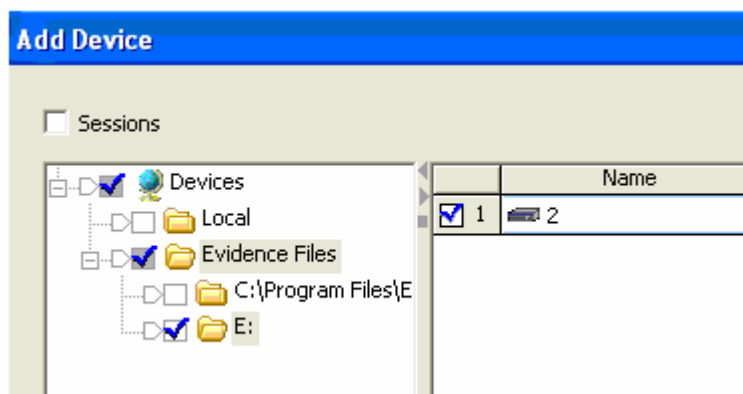 Add Device
Sessions
Devices
Local
Evidence Files
C:\Program Files\E
E:
Name
1 2